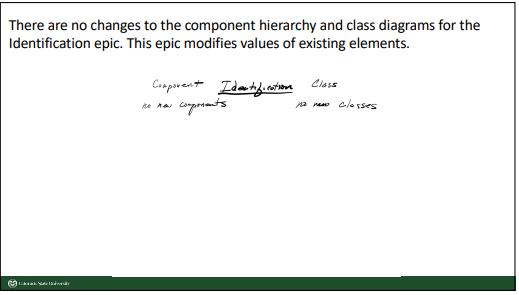 There are no changes to the component hierarchy and class diagrams for the
Identification epic. This epic modifies values of existing elements.
Component Identification Class
no new components no new classes
Colorado State University